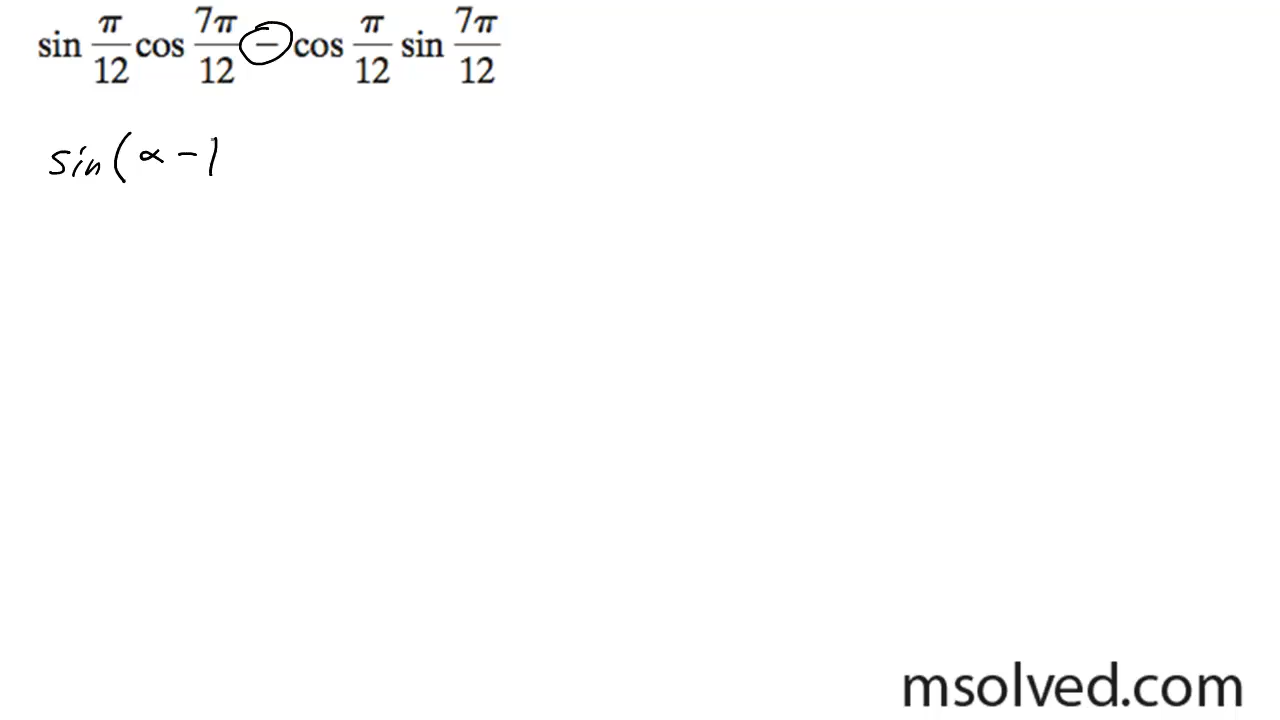 sin π/12 cos 7π/12 − cos π/12 sin 7π/12
sin(α − 
msolved.com